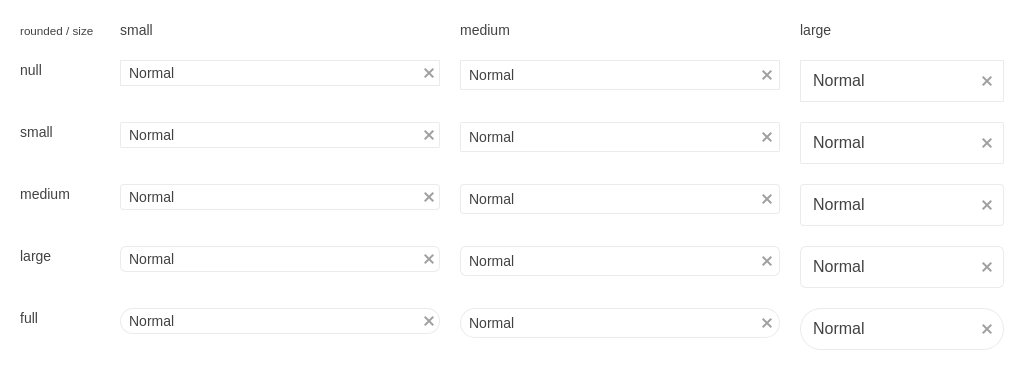 rounded / size small medium large
null Normal Normal Normal
small Normal Normal Normal
medium Normal Normal Normal
large Normal Normal Normal
full Normal Normal Normal